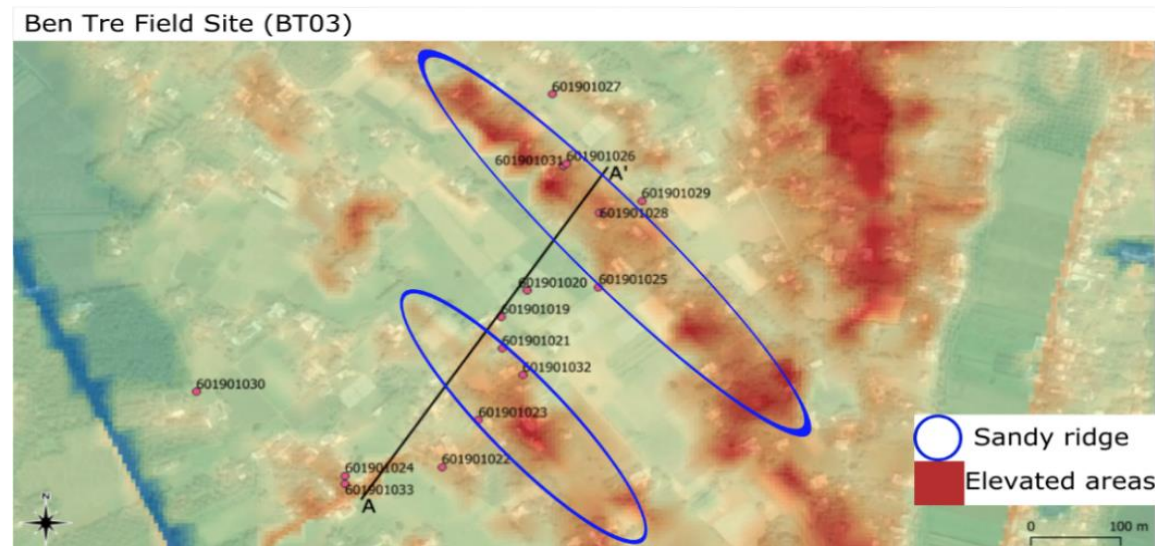 Ben Tre Field Site (BT03)
601901027
601901031
601901026
A'
601901029
601901028
601901020
601901025
601901019
601901021
601901032
601901030
601901023
601901022
601901024
601901033
A
N
Sandy ridge
Elevated areas
0
100 m